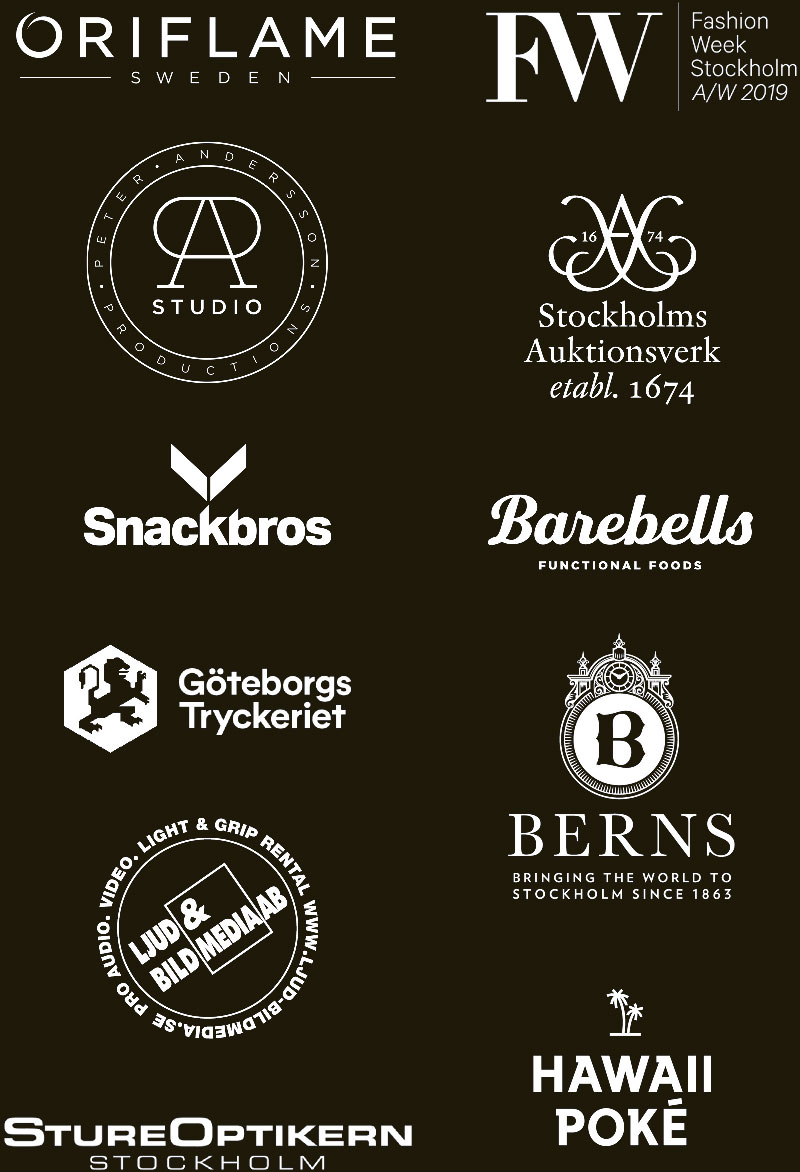 ORIFLAME
SWEDEN
FW
Fashion
Week
Stockholm
A/W 2019
PETER · ANDERSSON · PRODUCTIONS ·
PA
STUDIO
16 A 74
Stockholms
Auktionsverk
etabl. 1674
Snackbros
Barebells
FUNCTIONAL FOODS
Göteborgs
Tryckeriet
B
BERNS
BRINGING THE WORLD TO
STOCKHOLM SINCE 1863
PRO AUDIO. VIDEO. LIGHT & GRIP RENTAL WWW.LJUD-BILDMEDIA.SE
LJUD &
BILD MEDIA AB
HAWAII
POKÉ
STUREOPTIKERN
STOCKHOLM